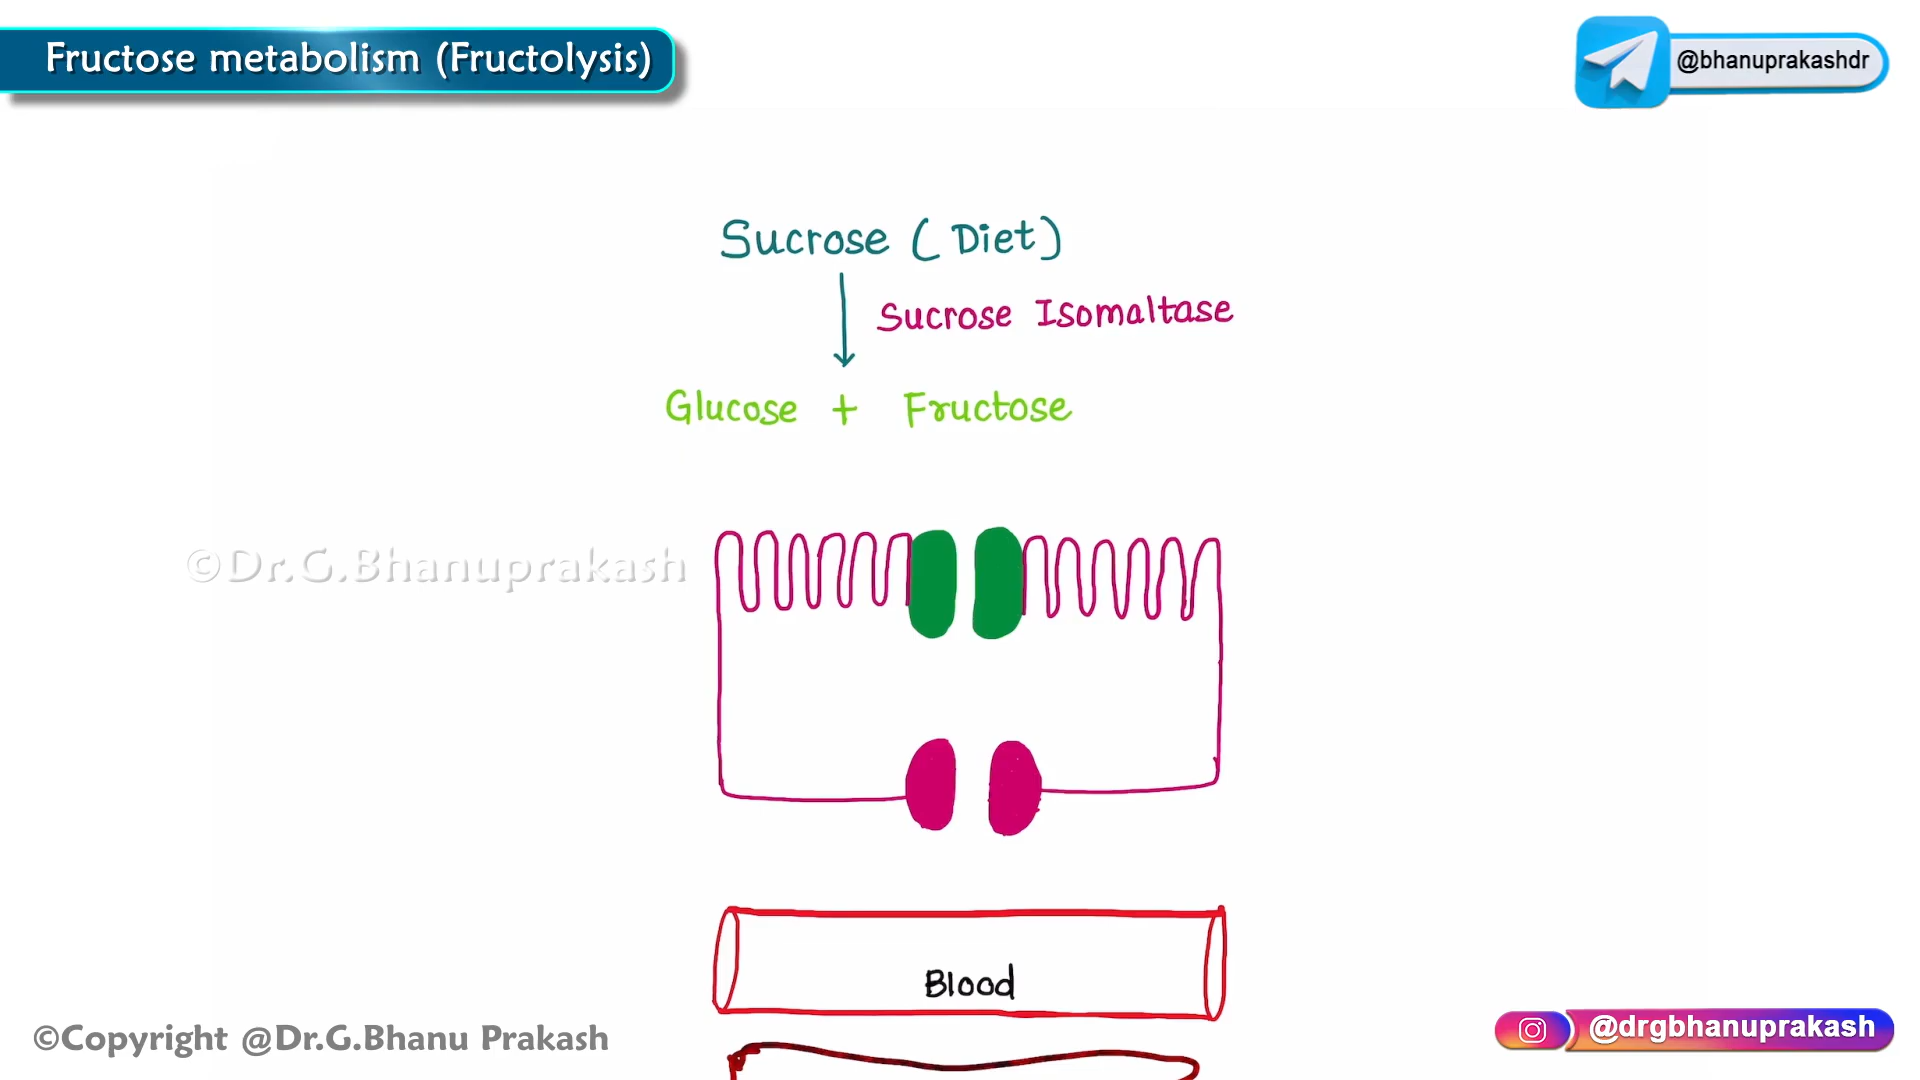 Fructose metabolism (Fructolysis)
@bhanuprakashdr
Sucrose (Diet)
Sucrose Isomaltase
Glucose + Fructose
©Dr.G.Bhanuprakash
Blood
©Copyright @Dr.G.Bhanu Prakash
@drgbhanuprakash